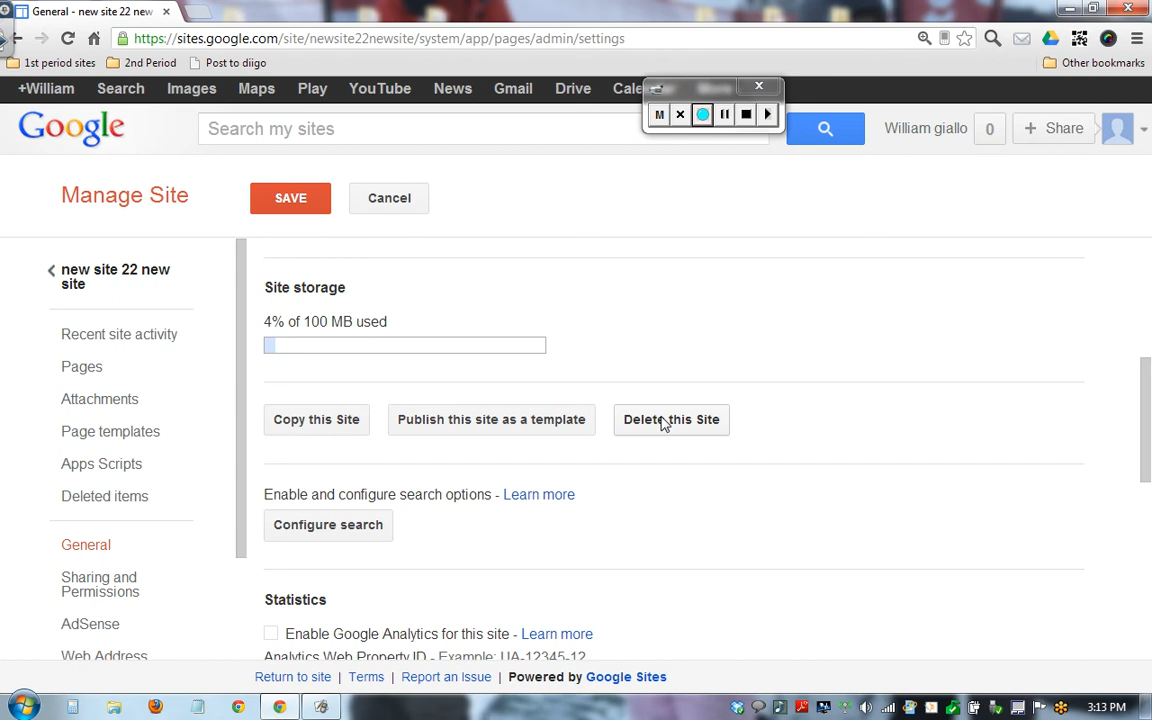 General - new site 22 new
https://sites.google.com/site/newsite22newsite/system/app/pages/admin/settings
1st period sites 2nd Period Post to diigo Other bookmarks
+William Search Images Maps Play YouTube News Gmail Drive
M
Google Search my sites William giallo 0 + Share
Manage Site SAVE Cancel
new site 22 new
site
Recent site activity
Pages
Attachments
Page templates
Apps Scripts
Deleted items
General
Sharing and
Permissions
AdSense
Web Address
Site storage
4% of 100 MB used
Copy this Site Publish this site as a template Delete this Site
Enable and configure search options - Learn more
Configure search
Statistics
Enable Google Analytics for this site - Learn more
Analytics Web Property ID - Example: UA-12345-12
Return to site | Terms | Report an Issue | Powered by Google Sites
3:13 PM